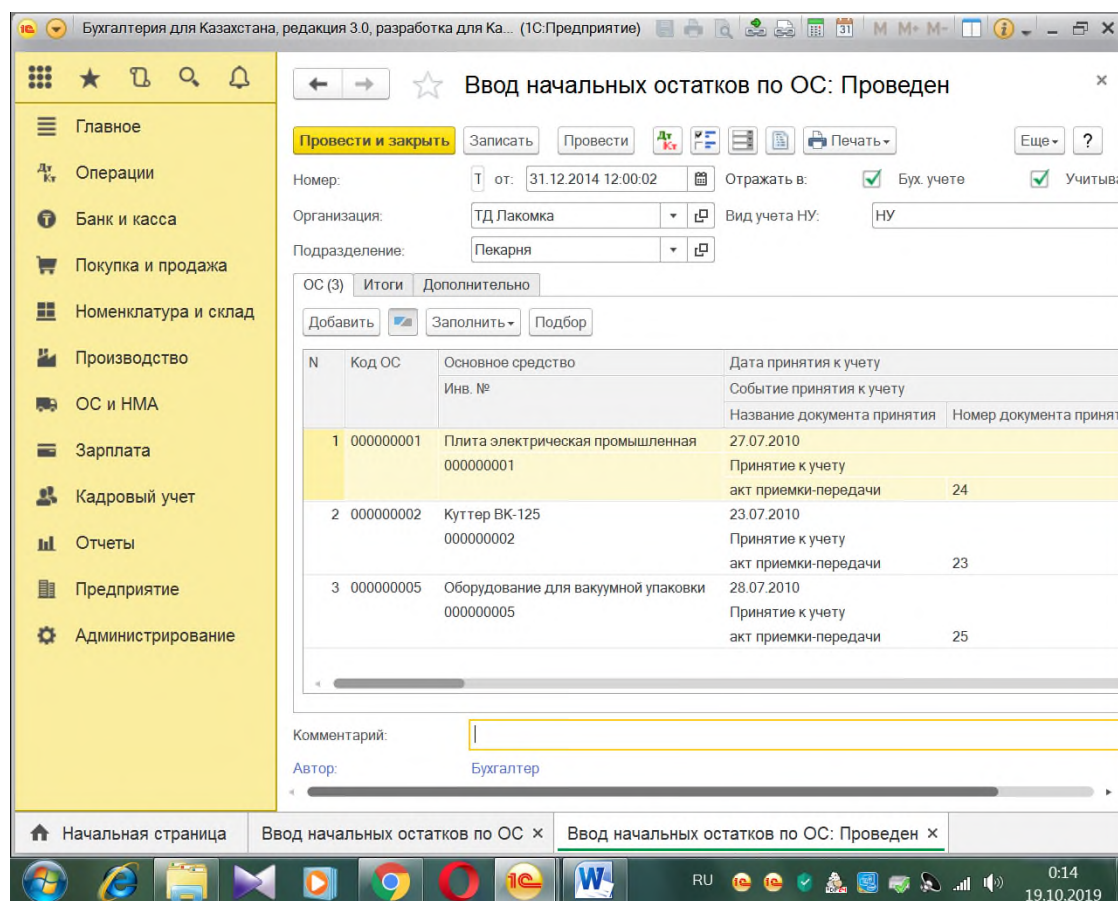 Бухгалтерия для Казахстана, редакция 3.0, разработка для Ка... (1С:Предприятие) M M+ M-
Ввод начальных остатков по ОС: Проведен
Главное
Операции
Банк и касса
Покупка и продажа
Номенклатура и склад
Производство
ОС и НМА
Зарплата
Кадровый учет
Отчеты
Предприятие
Администрирование
Провести и закрыть Записать Провести Дт Кт Печать Еще ?
Номер: Т от: 31.12.2014 12:00:02 Отражать в: Бух. учете Учитыва
Организация: ТД Лакомка Вид учета НУ: НУ
Подразделение: Пекарня
ОС (3) Итоги Дополнительно
Добавить Заполнить Подбор
N Код ОС Основное средство Дата принятия к учету
Инв. № Событие принятия к учету
Название документа принятия Номер документа принят
1 000000001 Плита электрическая промышленная 27.07.2010
000000001 Принятие к учету
акт приемки-передачи 24
2 000000002 Куттер ВК-125 23.07.2010
000000002 Принятие к учету
акт приемки-передачи 23
3 000000005 Оборудование для вакуумной упаковки 28.07.2010
000000005 Принятие к учету
акт приемки-передачи 25
Комментарий:
Автор: Бухгалтер
Начальная страница Ввод начальных остатков по ОС × Ввод начальных остатков по ОС: Проведен ×
RU 0:14
19.10.2019